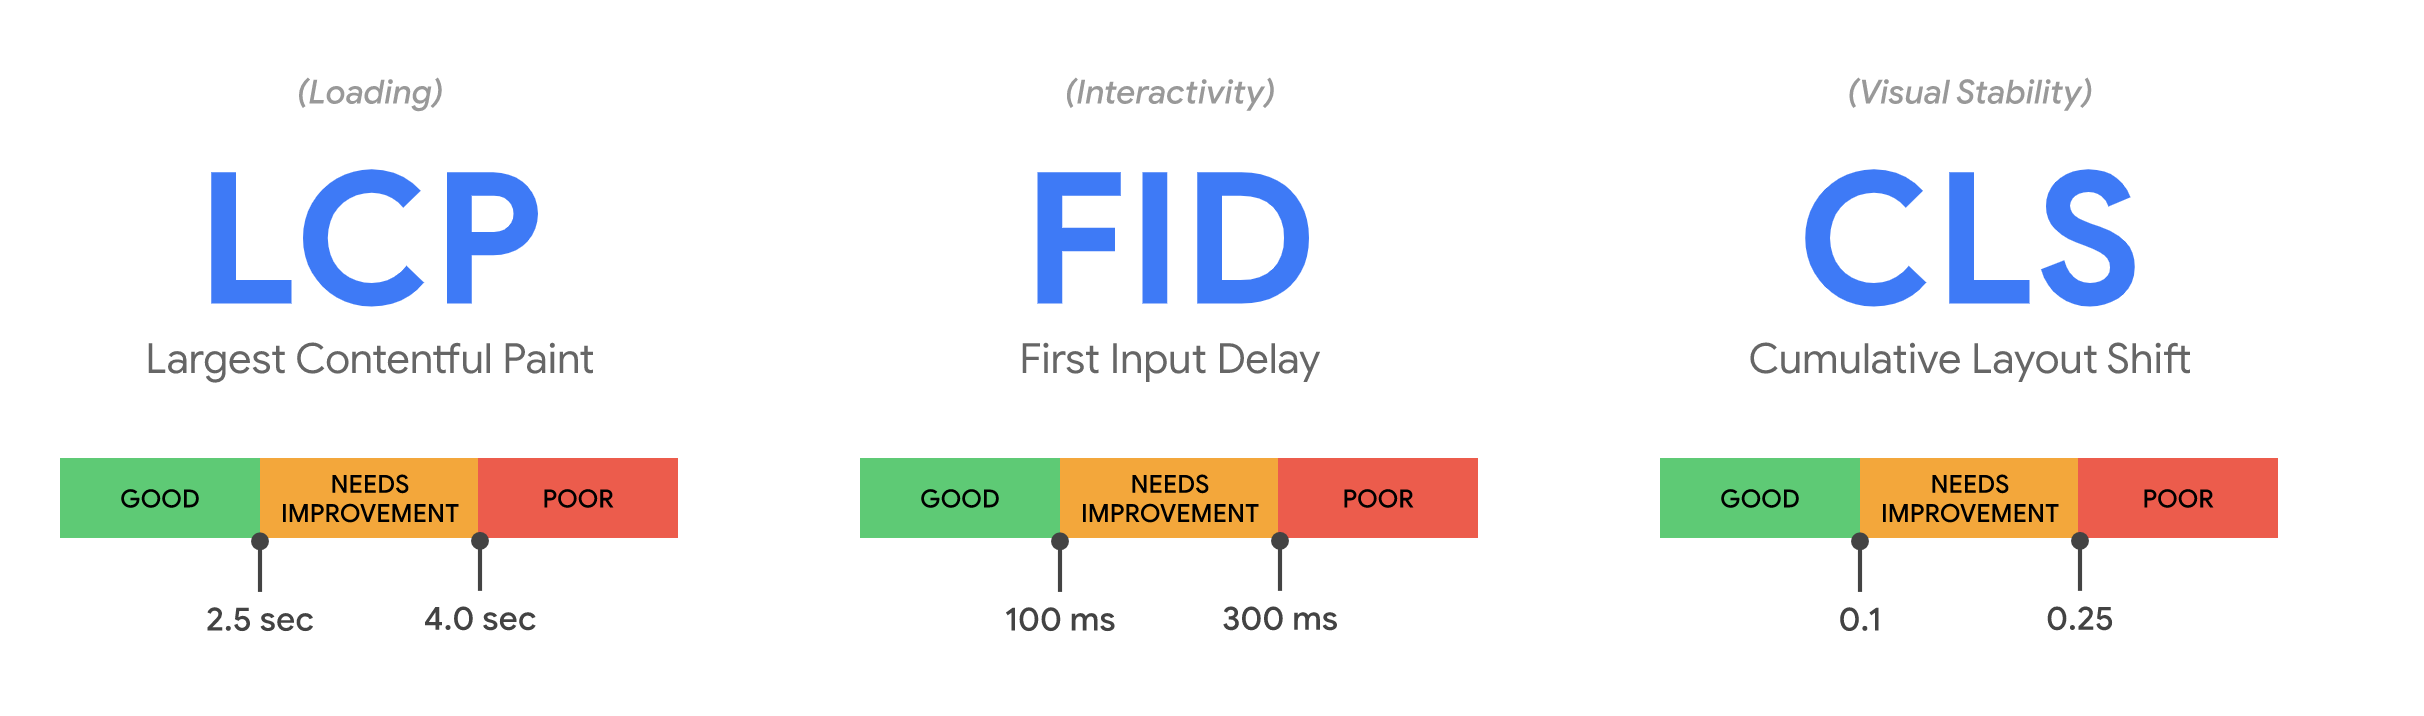 (Loading)
LCP
Largest Contentful Paint
GOOD
NEEDS
IMPROVEMENT
POOR
2.5 sec
4.0 sec
(Interactivity)
FID
First Input Delay
GOOD
NEEDS
IMPROVEMENT
POOR
100 ms
300 ms
(Visual Stability)
CLS
Cumulative Layout Shift
GOOD
NEEDS
IMPROVEMENT
POOR
0.1
0.25